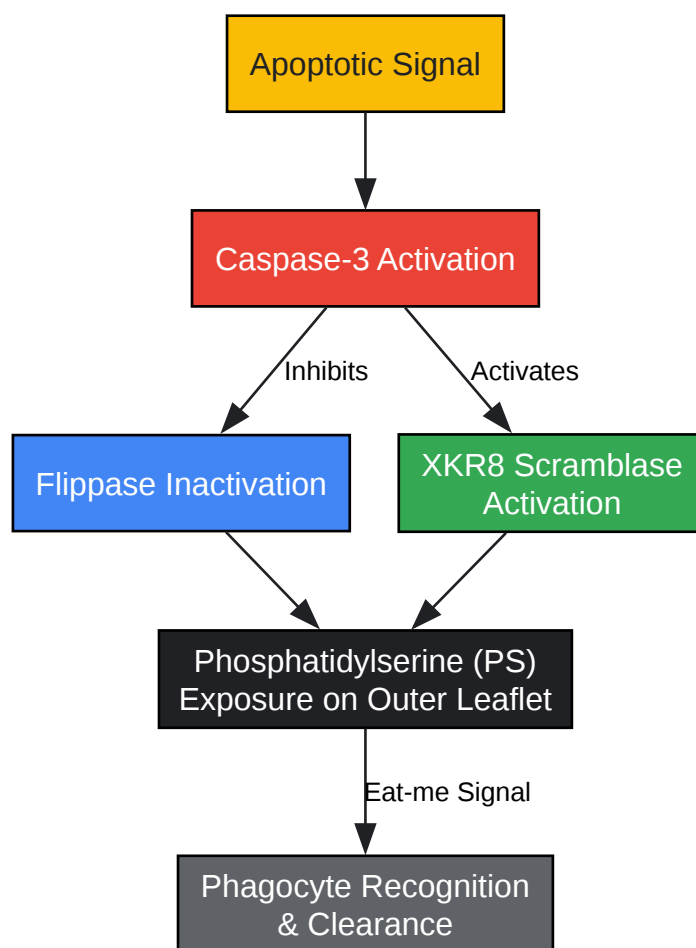 Apoptotic Signal
Caspase-3 Activation
Inhibits
Activates
Flippase Inactivation
XKR8 Scramblase
Activation
Phosphatidylserine (PS)
Exposure on Outer Leaflet
Eat-me Signal
Phagocyte Recognition
& Clearance